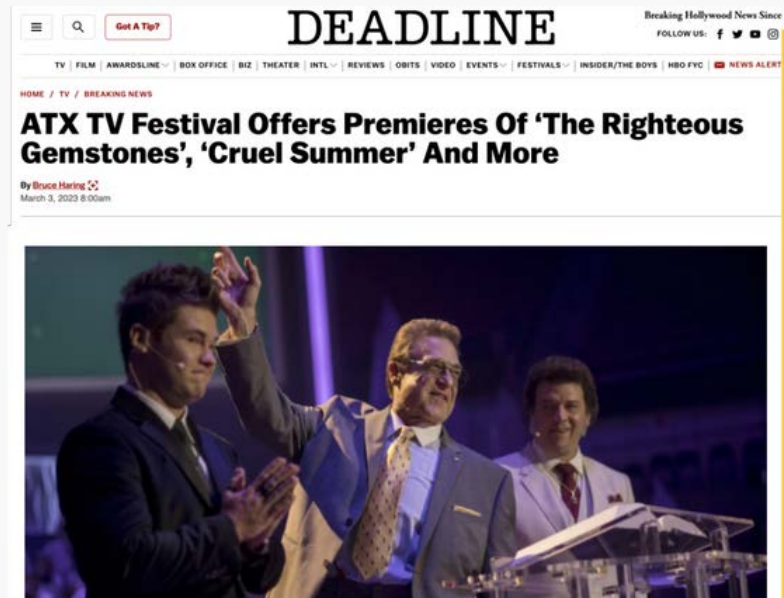 Got A Tip?
DEADLINE
Breaking Hollywood News Since
FOLLOW US:
TV | FILM | AWARDSLINE | BOX OFFICE | BIZ | THEATER | INTL | REVIEWS | OBITS | VIDEO | EVENTS | FESTIVALS | INSIDER/THE BOYS | HBO FYC | NEWS ALERT
HOME / TV / BREAKING NEWS
ATX TV Festival Offers Premieres Of ‘The Righteous
Gemstones’, ‘Cruel Summer’ And More
By Bruce Haring
March 3, 2023 8:00am